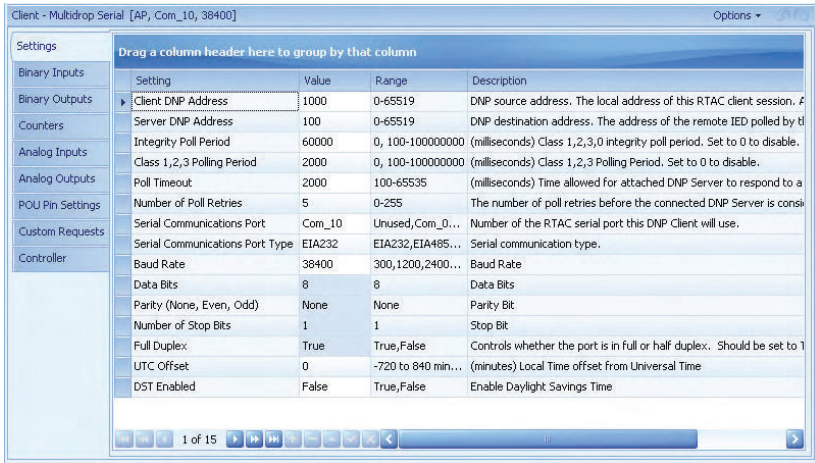 Client - Multidrop Serial [AP, Com_10, 38400] Options
Settings
Binary Inputs
Binary Outputs
Counters
Analog Inputs
Analog Outputs
POU Pin Settings
Custom Requests
Controller
Drag a column header here to group by that column
Setting Value Range Description
Client DNP Address 1000 0-65519 DNP source address. The local address of this RTAC client session. A
Server DNP Address 100 0-65519 DNP destination address. The address of the remote IED polled by th
Integrity Poll Period 60000 0, 100-100000000 (milliseconds) Class 1,2,3,0 integrity poll period. Set to 0 to disable.
Class 1,2,3 Polling Period 2000 0, 100-100000000 (milliseconds) Class 1,2,3 Polling Period. Set to 0 to disable.
Poll Timeout 2000 100-65535 (milliseconds) Time allowed for attached DNP Server to respond to a
Number of Poll Retries 5 0-255 The number of poll retries before the connected DNP Server is consid
Serial Communications Port Com_10 Unused,Com_0... Number of the RTAC serial port this DNP Client will use.
Serial Communications Port Type EIA232 EIA232,EIA485... Serial communication type.
Baud Rate 38400 300,1200,2400... Baud Rate
Data Bits 8 8 Data Bits
Parity (None, Even, Odd) None None Parity Bit
Number of Stop Bits 1 1 Stop Bit
Full Duplex True True,False Controls whether the port is in full or half duplex. Should be set to T
UTC Offset 0 -720 to 840 min... (minutes) Local Time offset from Universal Time
DST Enabled False True,False Enable Daylight Savings Time
1 of 15